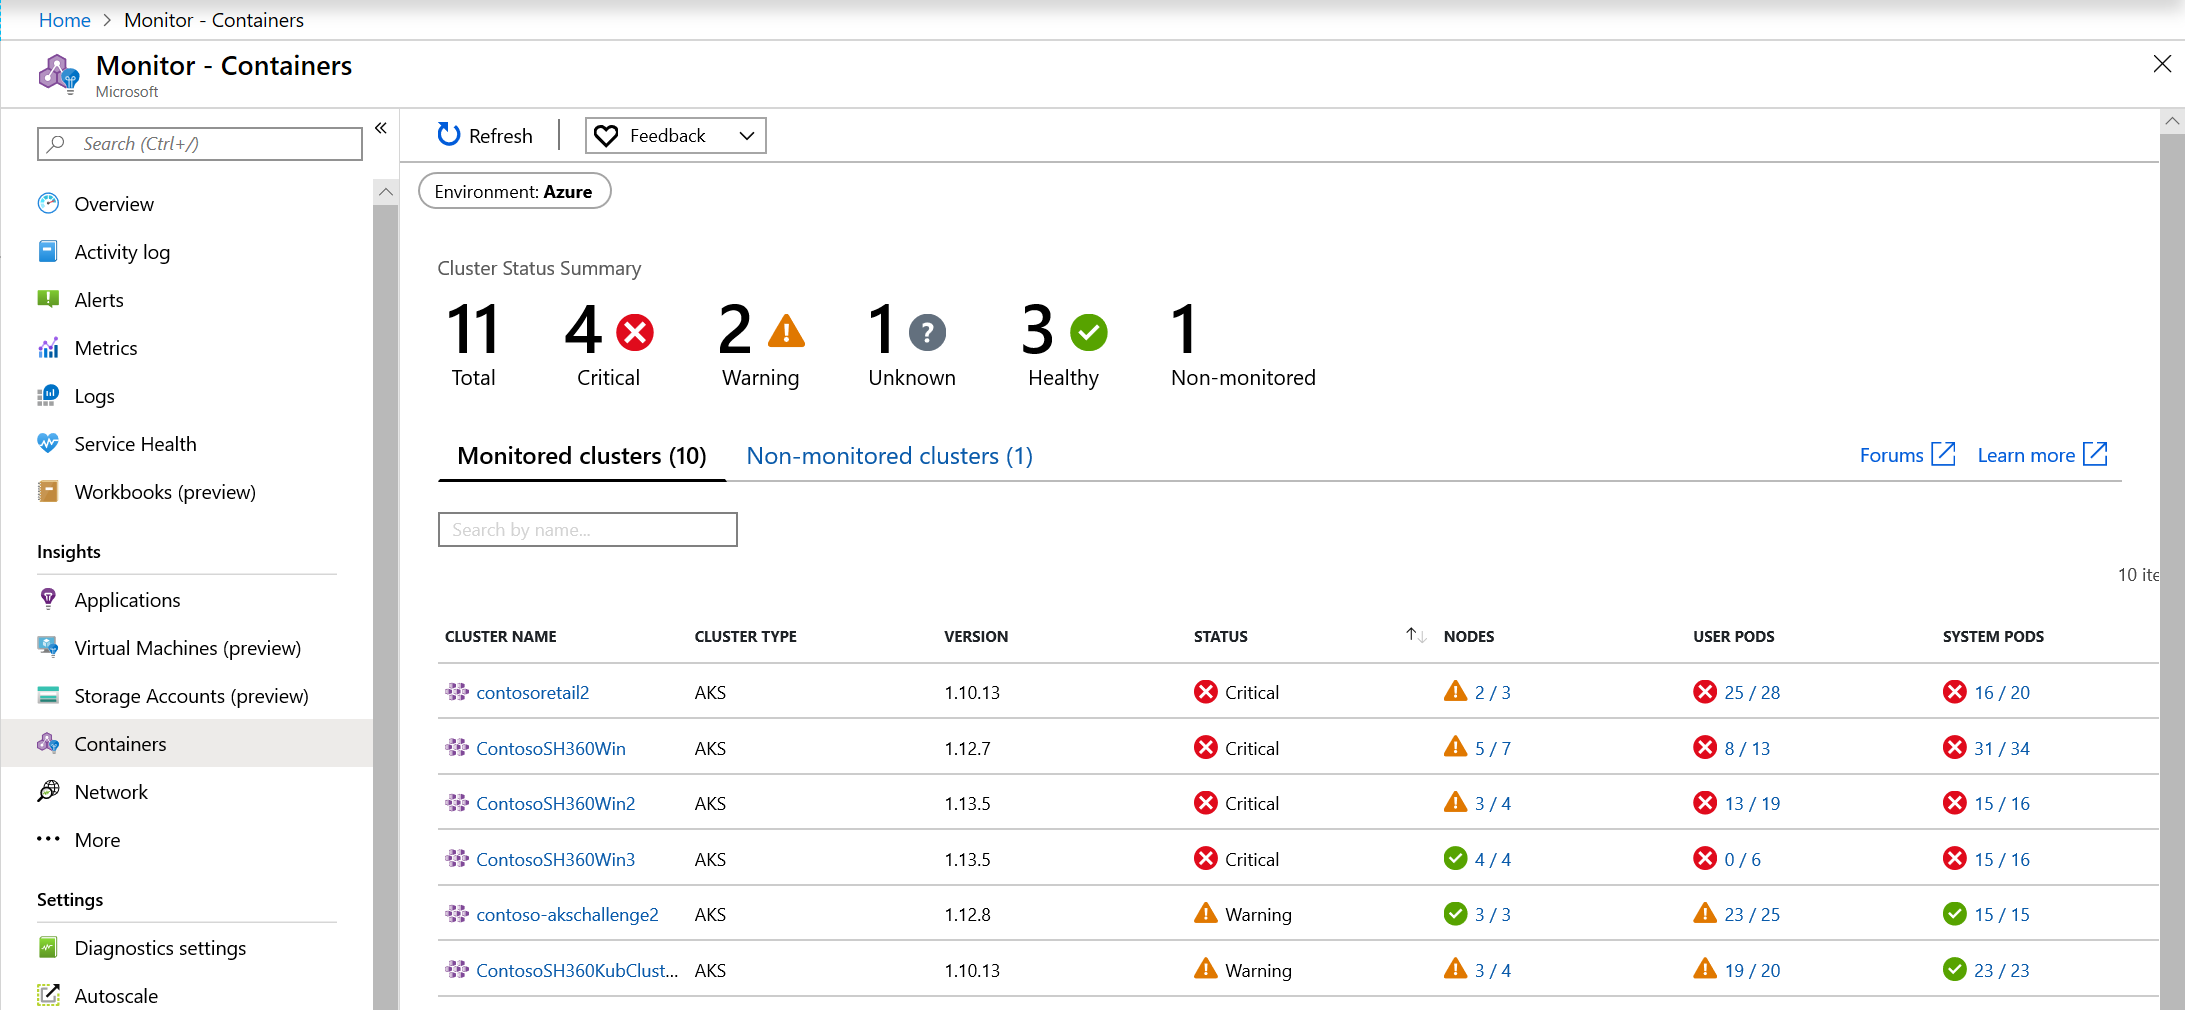 Home > Monitor - Containers
Monitor - Containers
Microsoft
Search (Ctrl+/)
«
Overview
Activity log
Alerts
Metrics
Logs
Service Health
Workbooks (preview)
Insights
Applications
Virtual Machines (preview)
Storage Accounts (preview)
Containers
Network
More
Settings
Diagnostics settings
Autoscale
Refresh
Feedback
Environment: Azure
Cluster Status Summary
11 4 2 1 3 1
Total Critical Warning Unknown Healthy Non-monitored
Monitored clusters (10) Non-monitored clusters (1) Forums Learn more
Search by name...
10 ite
CLUSTER NAME CLUSTER TYPE VERSION STATUS NODES USER PODS SYSTEM PODS
contosoretail2 AKS 1.10.13 Critical 2 / 3 25 / 28 16 / 20
ContosoSH360Win AKS 1.12.7 Critical 5 / 7 8 / 13 31 / 34
ContosoSH360Win2 AKS 1.13.5 Critical 3 / 4 13 / 19 15 / 16
ContosoSH360Win3 AKS 1.13.5 Critical 4 / 4 0 / 6 15 / 16
contoso-akschallenge2 AKS 1.12.8 Warning 3 / 3 23 / 25 15 / 15
ContosoSH360KubClust... AKS 1.10.13 Warning 3 / 4 19 / 20 23 / 23